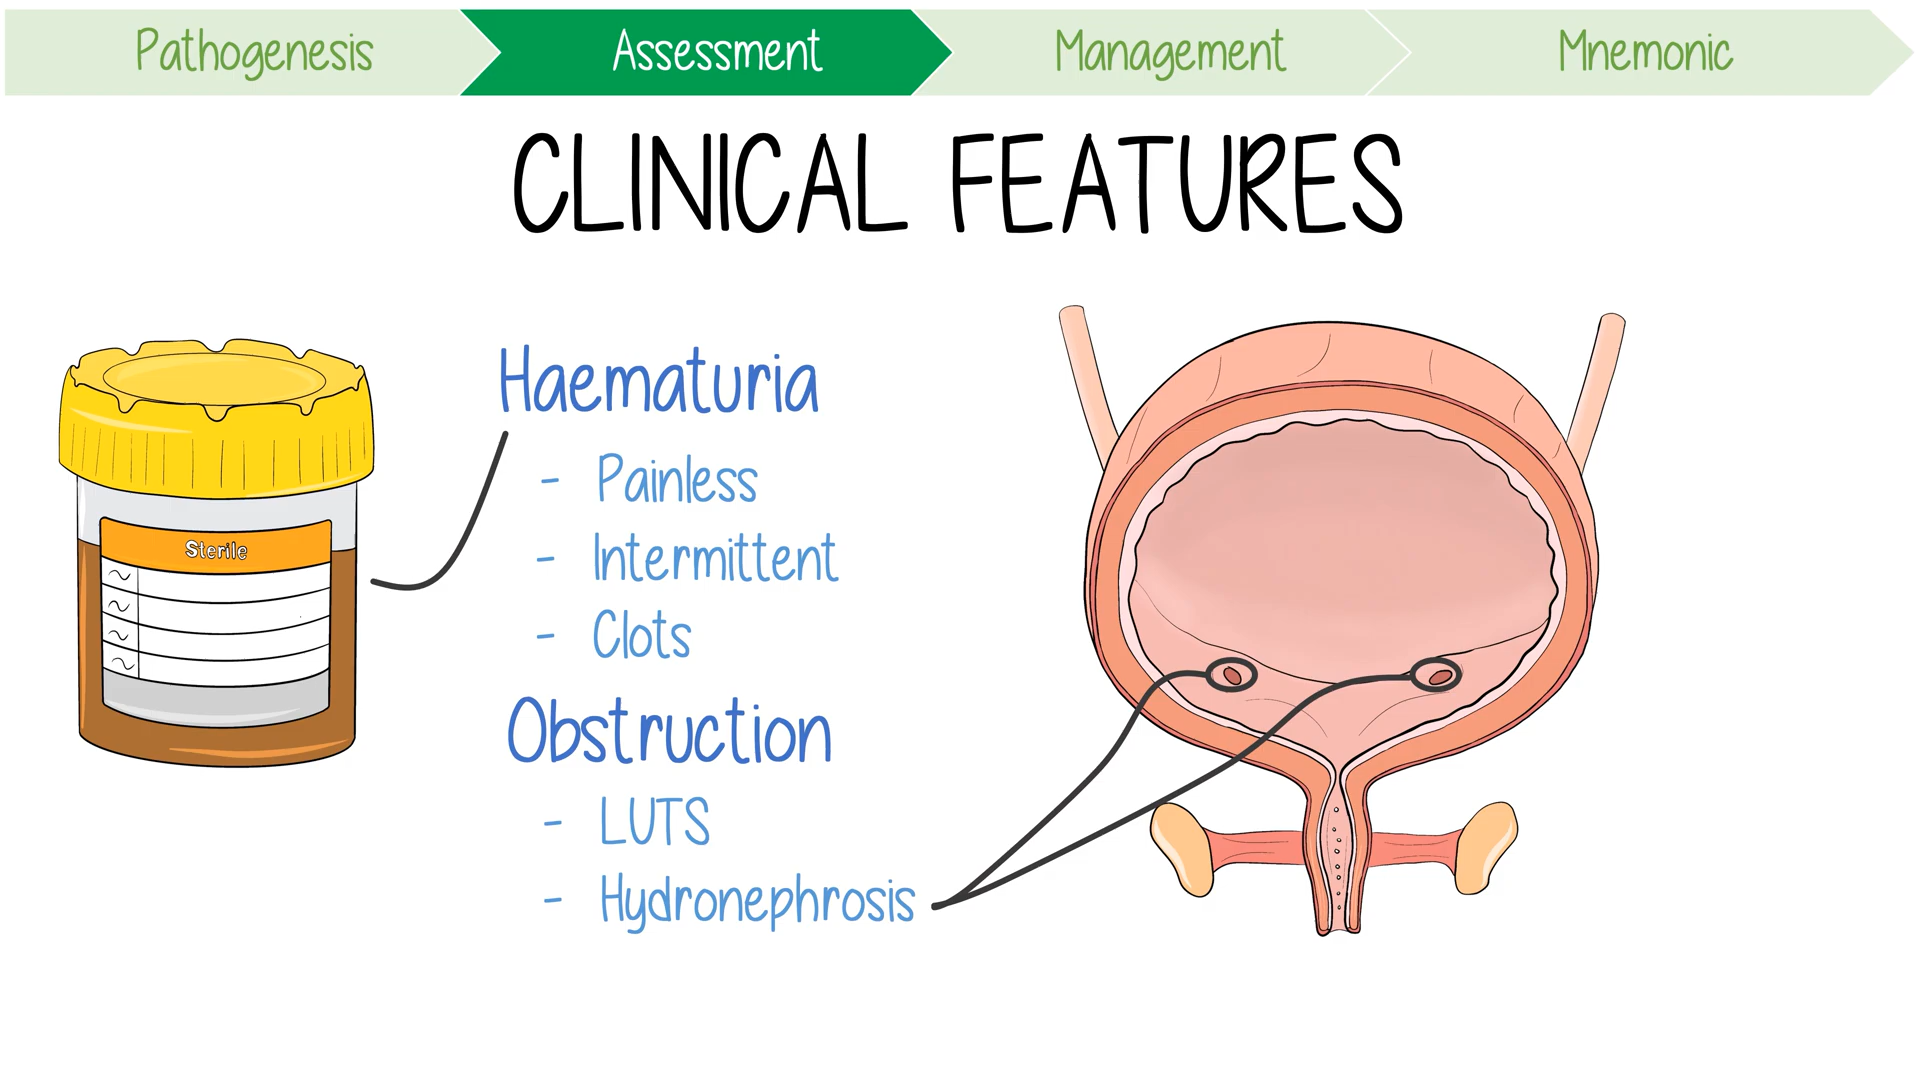 Pathogenesis
Assessment
Management
Mnemonic
CLINICAL FEATURES
Haematuria
- Painless
- Intermittent
- Clots
Obstruction
- LUTS
- Hydronephrosis
Sterile